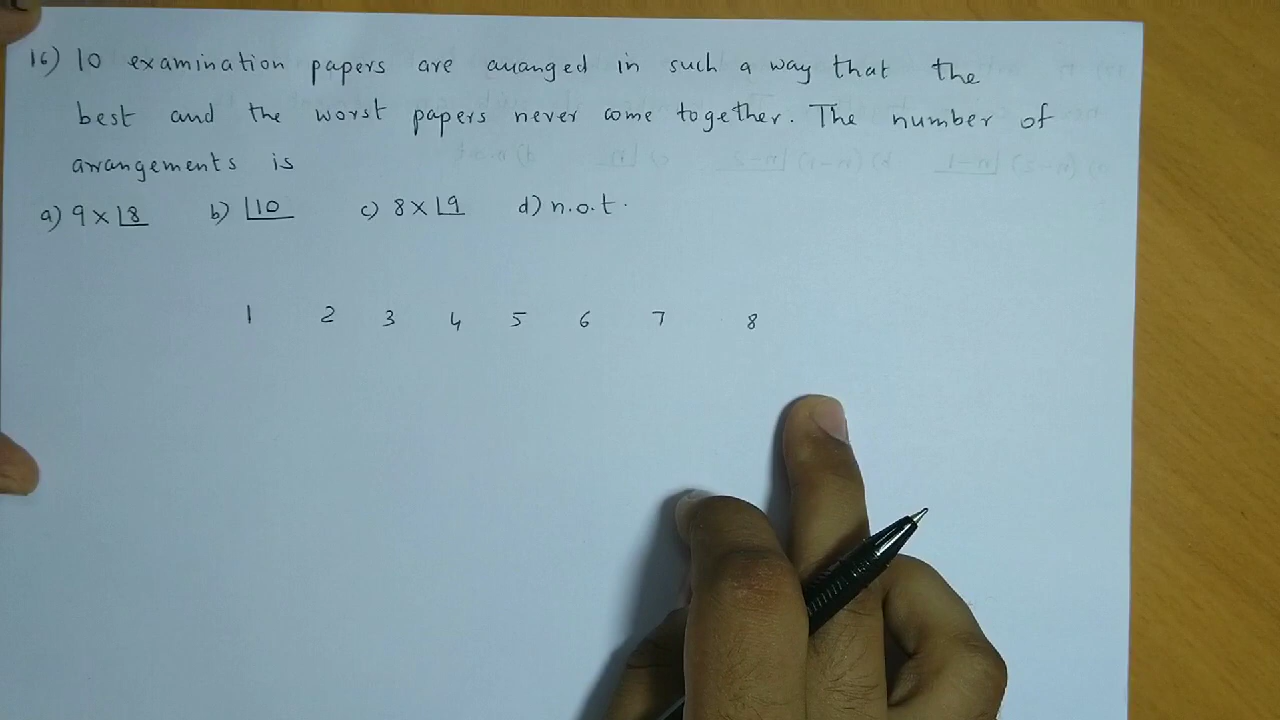 16) 10 examination papers are arranged in such a way that the
best and the worst papers never come together. The number of
arrangements is
a) 9 × |8 b) |10 c) 8 × |9 d) n.o.t.
1 2 3 4 5 6 7 8